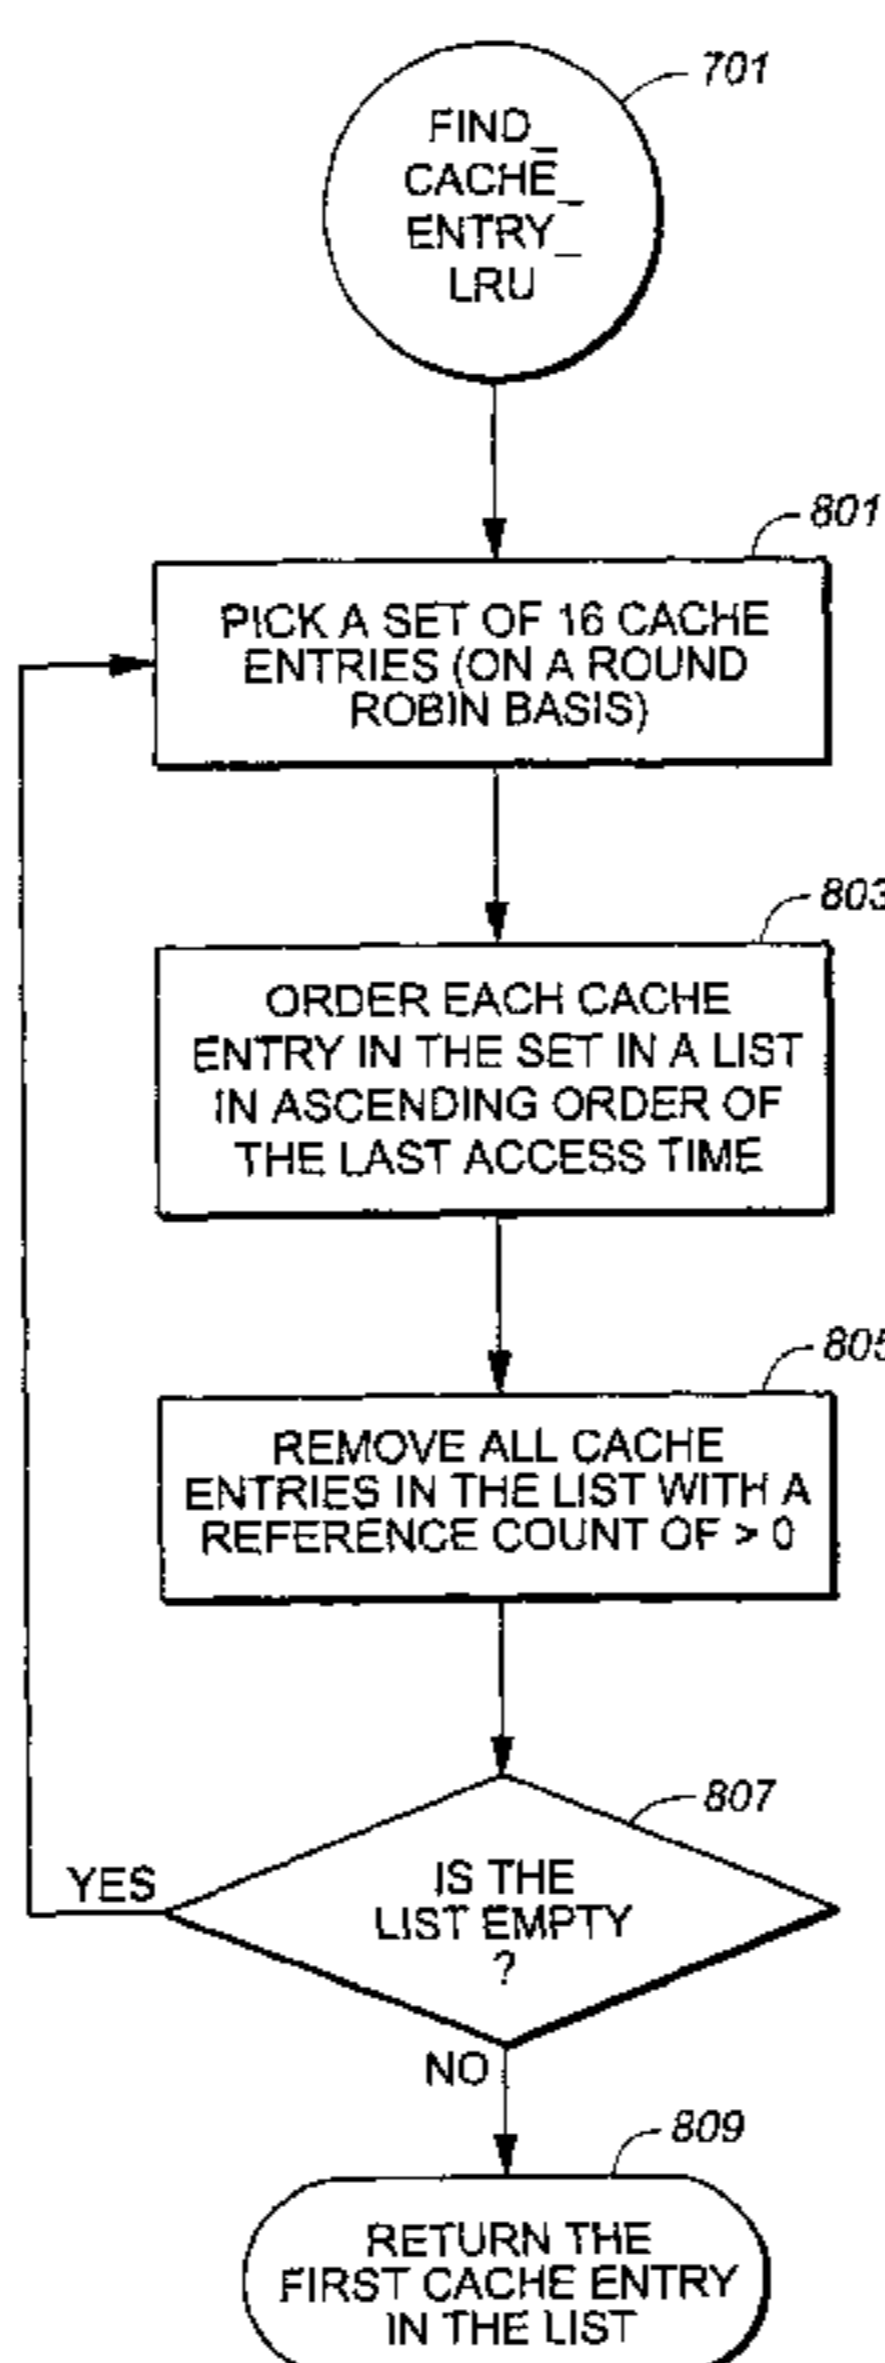 701
FIND_
CACHE_
ENTRY_
LRU
801
PICK A SET OF 16 CACHE
ENTRIES (ON A ROUND
ROBIN BASIS)
803
ORDER EACH CACHE
ENTRY IN THE SET IN A LIST
IN ASCENDING ORDER OF
THE LAST ACCESS TIME
805
REMOVE ALL CACHE
ENTRIES IN THE LIST WITH A
REFERENCE COUNT OF > 0
807
IS THE
LIST EMPTY
?
YES
NO
809
RETURN THE
FIRST CACHE ENTRY
IN THE LIST